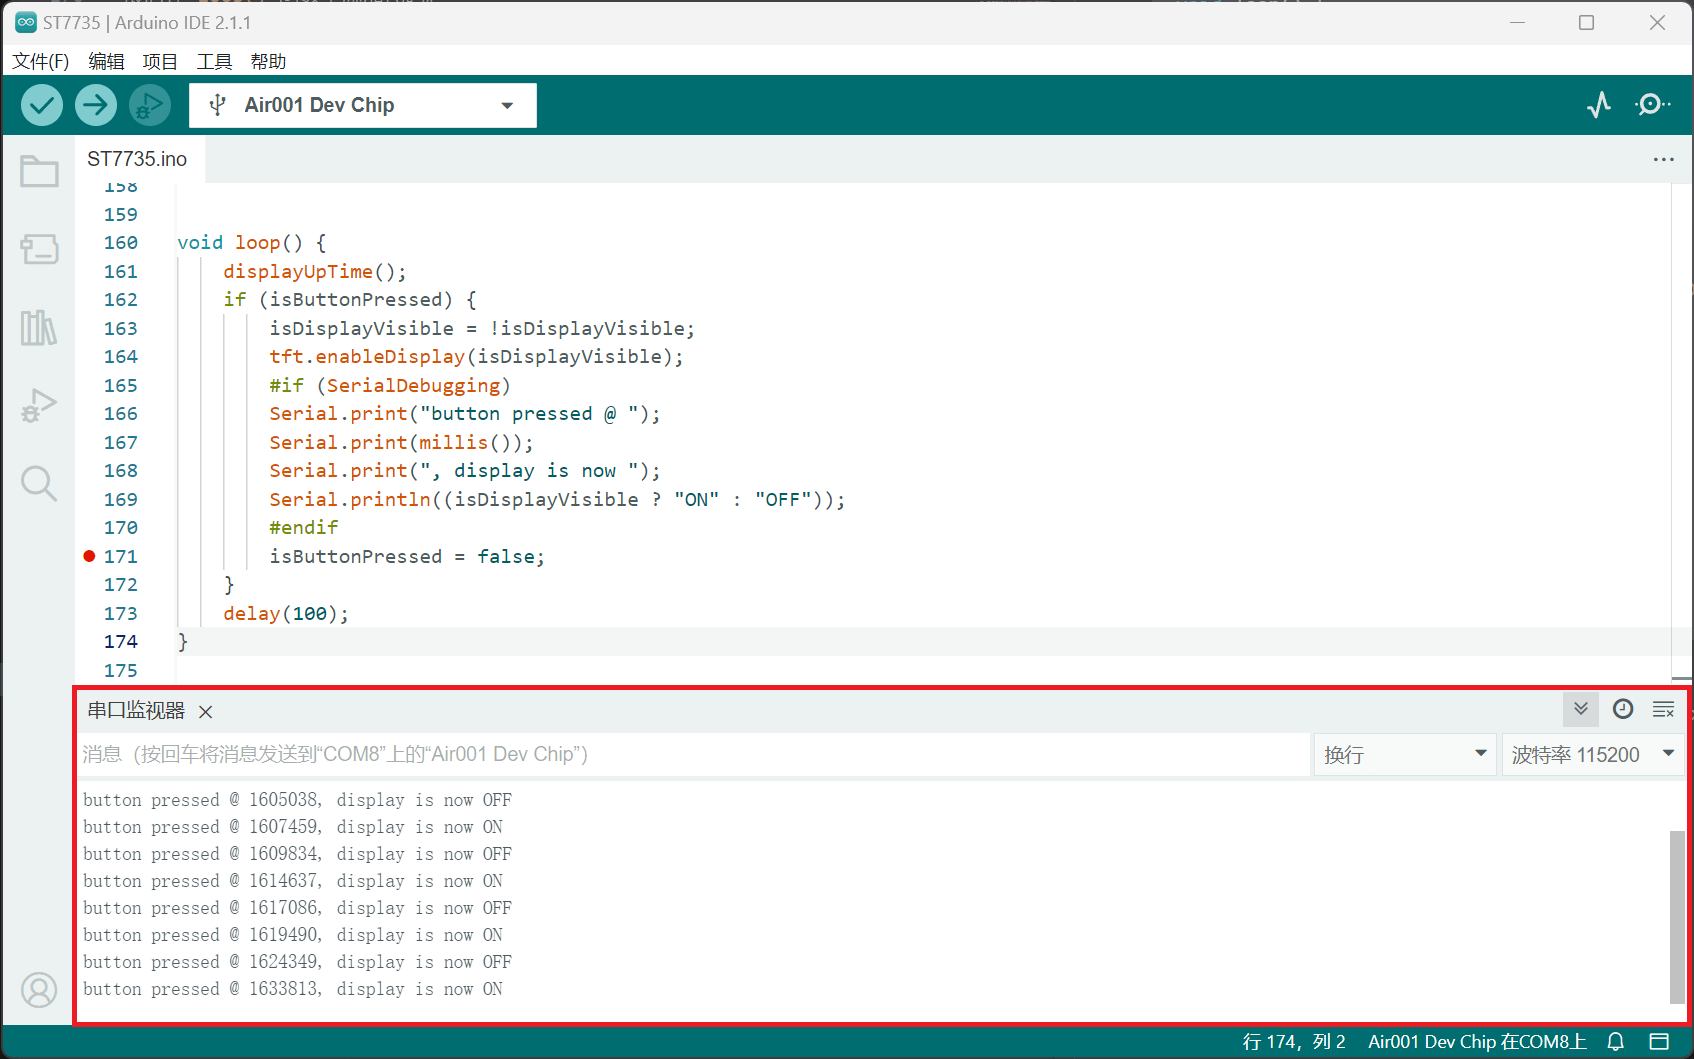 ST7735 | Arduino IDE 2.1.1
文件(F) 编辑 项目 工具 帮助
Air001 Dev Chip
ST7735.ino
158
159
160 void loop() {
161 displayUpTime();
162 if (isButtonPressed) {
163 isDisplayVisible = !isDisplayVisible;
164 tft.enableDisplay(isDisplayVisible);
165 #if (SerialDebugging)
166 Serial.print("button pressed @ ");
167 Serial.print(millis());
168 Serial.print(", display is now ");
169 Serial.println((isDisplayVisible ? "ON" : "OFF"));
170 #endif
171 isButtonPressed = false;
172 }
173 delay(100);
174 }
175
串口监视器
消息（按回车将消息发送到“COM8”上的“Air001 Dev Chip”）
换行
波特率 115200
button pressed @ 1605038, display is now OFF
button pressed @ 1607459, display is now ON
button pressed @ 1609834, display is now OFF
button pressed @ 1614637, display is now ON
button pressed @ 1617086, display is now OFF
button pressed @ 1619490, display is now ON
button pressed @ 1624349, display is now OFF
button pressed @ 1633813, display is now ON
行 174，列 2 Air001 Dev Chip 在COM8上